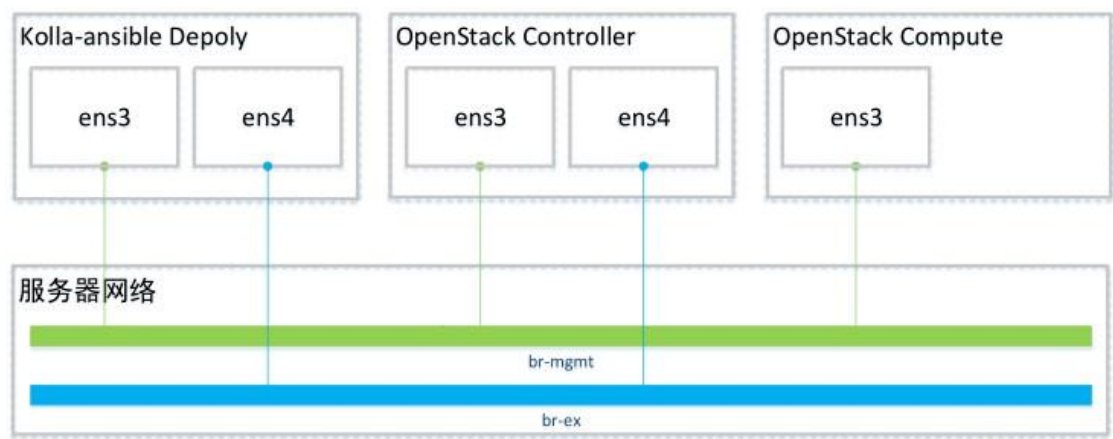 Kolla-ansible Depoly
OpenStack Controller
OpenStack Compute
ens3
ens4
ens3
ens4
ens3
服务器网络
br-mgmt
br-ex